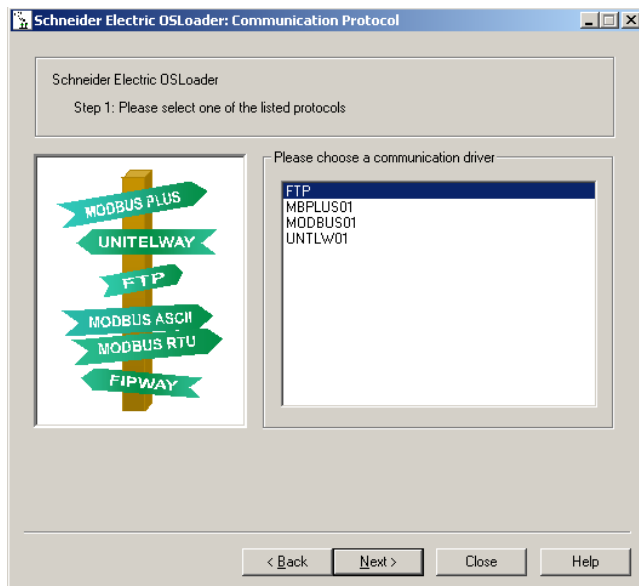 Schneider Electric OSLoader: Communication Protocol
Schneider Electric OSLoader
Step 1: Please select one of the listed protocols
MODBUS PLUS
UNITELWAY
FTP
MODBUS ASCII
MODBUS RTU
FIPWAY
Please choose a communication driver
FTP
MBPLUS01
MODBUS01
UNTLW01
< Back
Next >
Close
Help